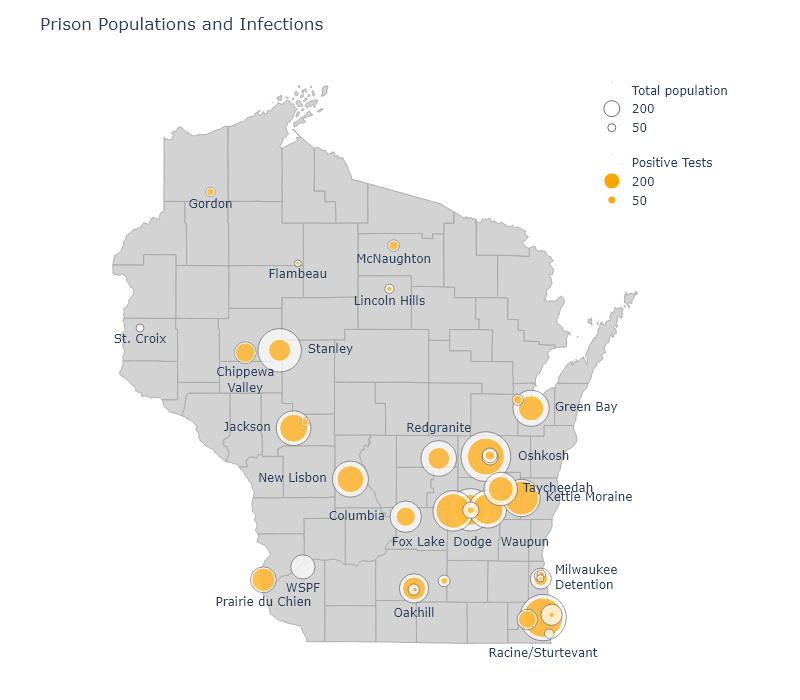 Prison Populations and Infections
Total population
200
50
Positive Tests
200
50
Gordon
McNaughton
Flambeau
Lincoln Hills
St. Croix
Stanley
Chippewa
Valley
Green Bay
Jackson
Redgranite
Oshkosh
New Lisbon
Taycheedah
Kettle Moraine
Columbia
Fox Lake
Dodge
Waupun
Milwaukee
Detention
WSPF
Prairie du Chien
Oakhill
Racine/Sturtevant